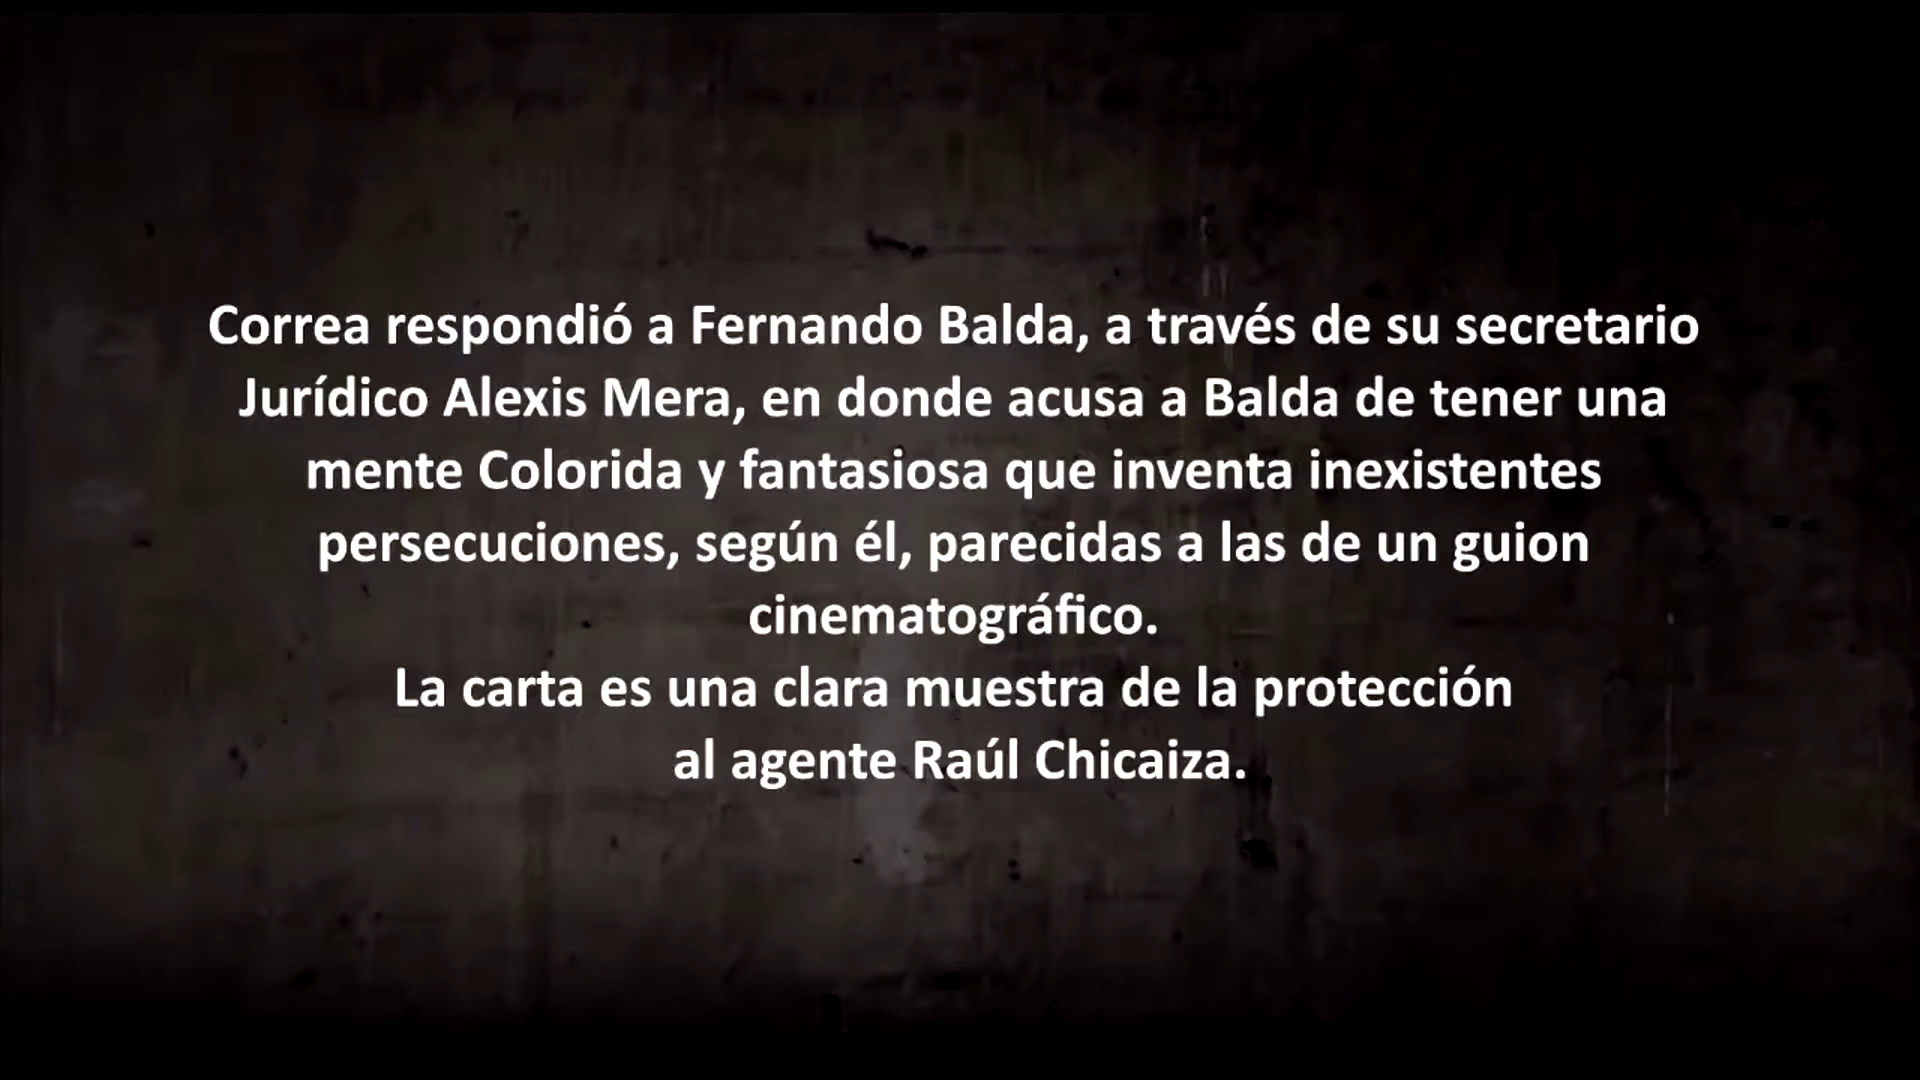 Correa respondió a Fernando Balda, a través de su secretario
Jurídico Alexis Mera, en donde acusa a Balda de tener una
mente Colorida y fantasiosa que inventa inexistentes
persecuciones, según él, parecidas a las de un guion
cinematográfico.
La carta es una clara muestra de la protección
al agente Raúl Chicaiza.